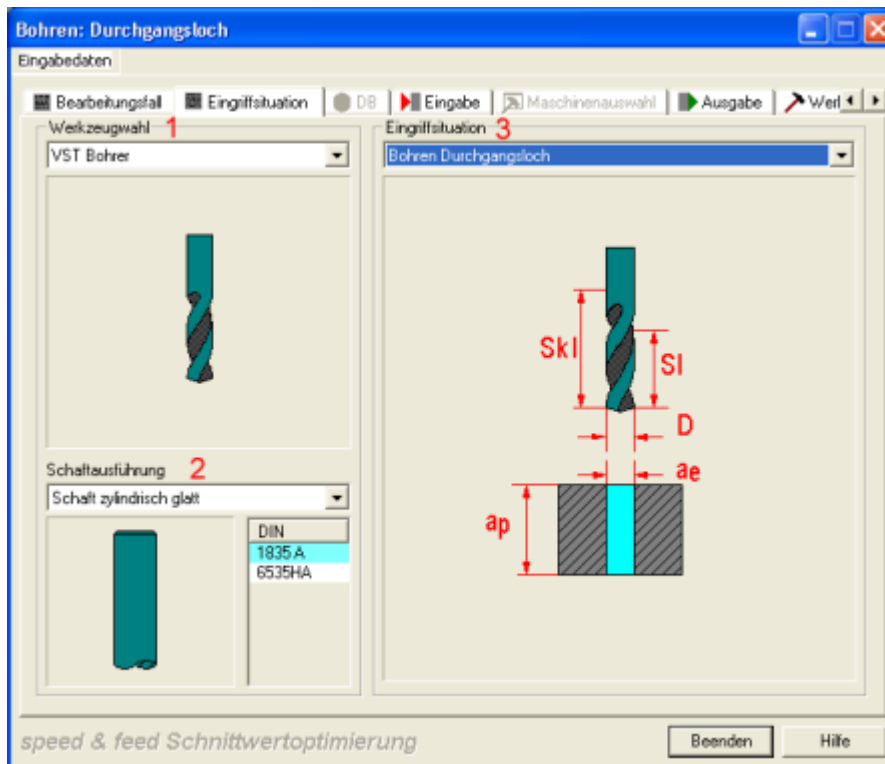 Bohren: Durchgangsloch
Eingabedaten
Bearbeitungsfall Eingriffsituation DB Eingabe Maschinenauswahl Ausgabe Werl
Werkzeugwahl 1
VST Bohrer
Eingriffsituation 3
Bohren Durchgangsloch
Skl
Sl
D
ae
ap
Schaftausführung 2
Schaft zylindrisch glatt
DIN
1835 A
6535HA
speed & feed Schnittwertoptimierung
Beenden
Hilfe